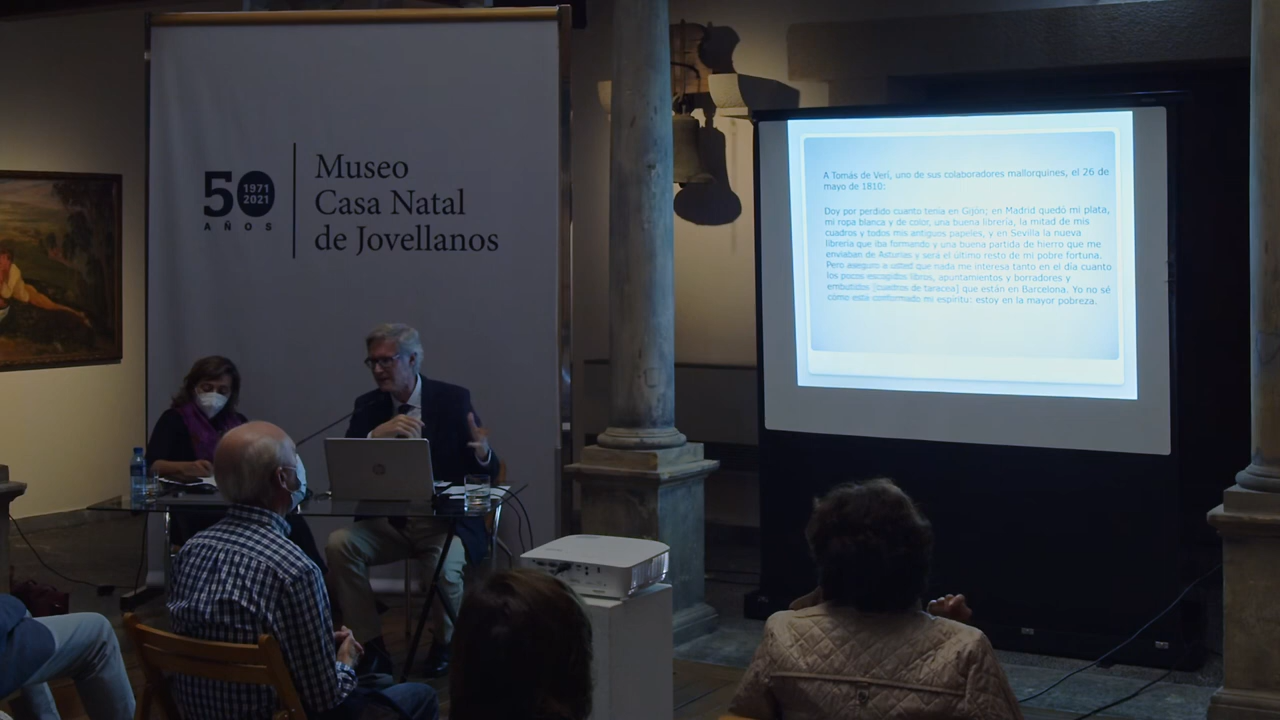 50
1971
2021
AÑOS
Museo
Casa Natal
de Jovellanos
A Tomás de Verí, uno de sus colaboradores mallorquines, el 26 de
mayo de 1810:
Doy por perdido cuanto tenía en Gijón; en Madrid quedó mi plata,
mi ropa blanca y de color, una buena librería, la mitad de mis
cuadros y todos mis antiguos papeles, y en Sevilla la nueva
librería que iba formando y una buena partida de hierro que me
enviaban de Asturias y será el último resto de mi pobre fortuna.
Pero aseguro a usted que nada me interesa tanto en el día cuanto
los pocos escogidos libros, apuntamientos y borradores y
embutidos [cuadros de taracea] que están en Barcelona. Yo no sé
cómo está conformado mi espíritu: estoy en la mayor pobreza.